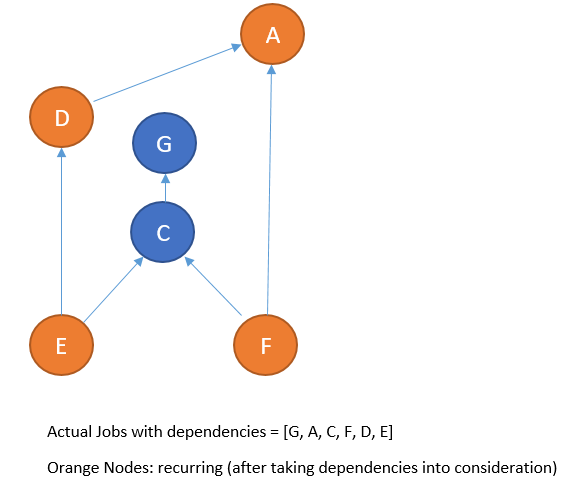 A
D
G
C
E
F
Actual Jobs with dependencies = [G, A, C, F, D, E]
Orange Nodes: recurring (after taking dependencies into consideration)